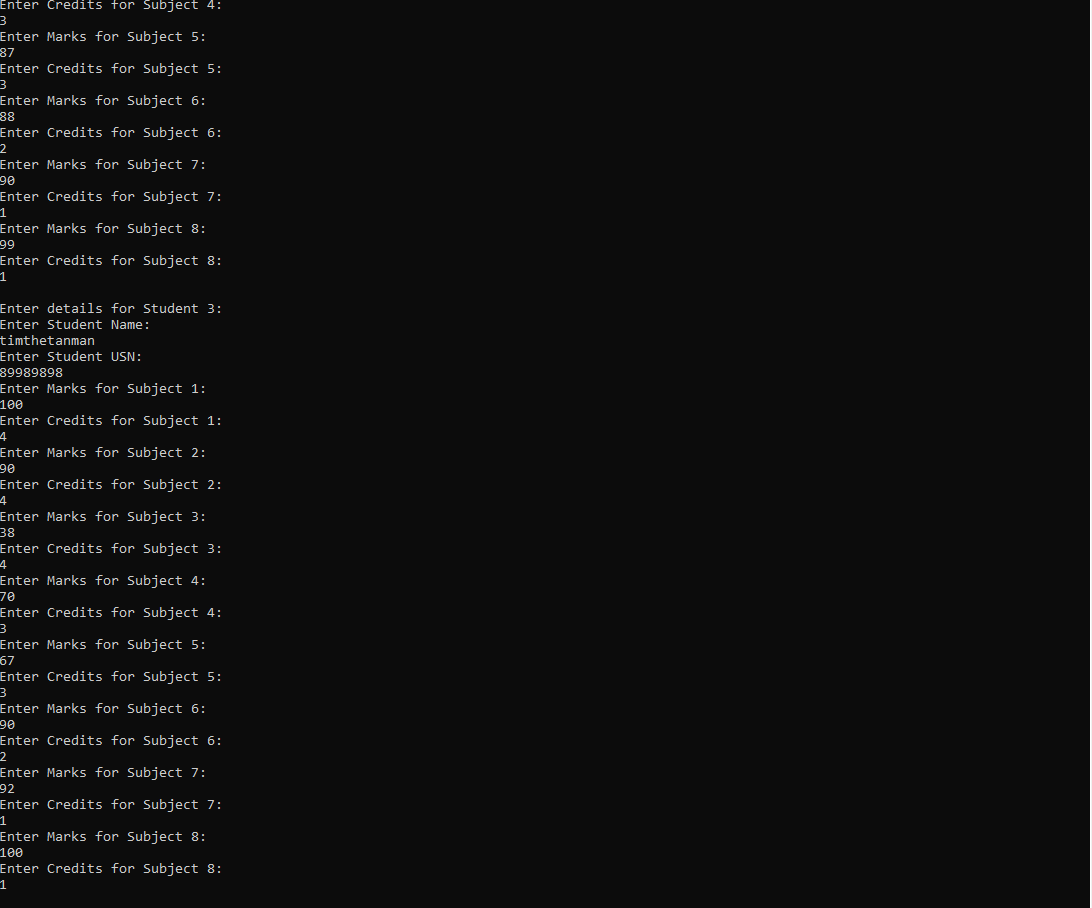 Enter Credits for Subject 4:
3
Enter Marks for Subject 5:
87
Enter Credits for Subject 5:
3
Enter Marks for Subject 6:
88
Enter Credits for Subject 6:
2
Enter Marks for Subject 7:
90
Enter Credits for Subject 7:
1
Enter Marks for Subject 8:
99
Enter Credits for Subject 8:
1
Enter details for Student 3:
Enter Student Name:
timthetanman
Enter Student USN:
89989898
Enter Marks for Subject 1:
100
Enter Credits for Subject 1:
4
Enter Marks for Subject 2:
90
Enter Credits for Subject 2:
4
Enter Marks for Subject 3:
38
Enter Credits for Subject 3:
4
Enter Marks for Subject 4:
70
Enter Credits for Subject 4:
3
Enter Marks for Subject 5:
67
Enter Credits for Subject 5:
3
Enter Marks for Subject 6:
90
Enter Credits for Subject 6:
2
Enter Marks for Subject 7:
92
Enter Credits for Subject 7:
1
Enter Marks for Subject 8:
100
Enter Credits for Subject 8:
1